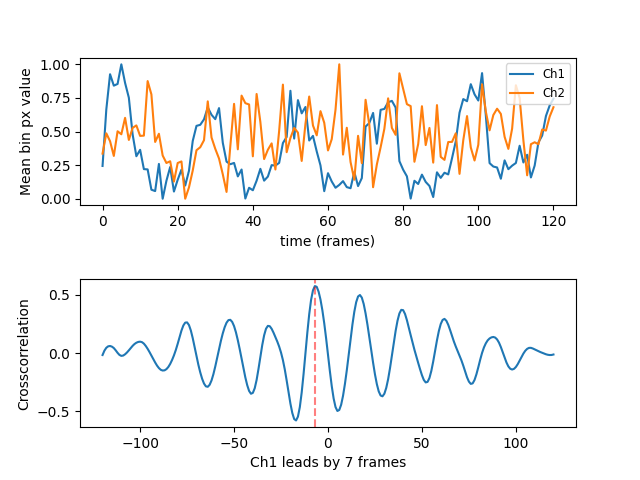 1.00
0.75
0.50
0.25
0.00
Mean bin px value
Ch1
Ch2
0 20 40 60 80 100 120
time (frames)
0.5
0.0
−0.5
Crosscorrelation
−100 −50 0 50 100
Ch1 leads by 7 frames